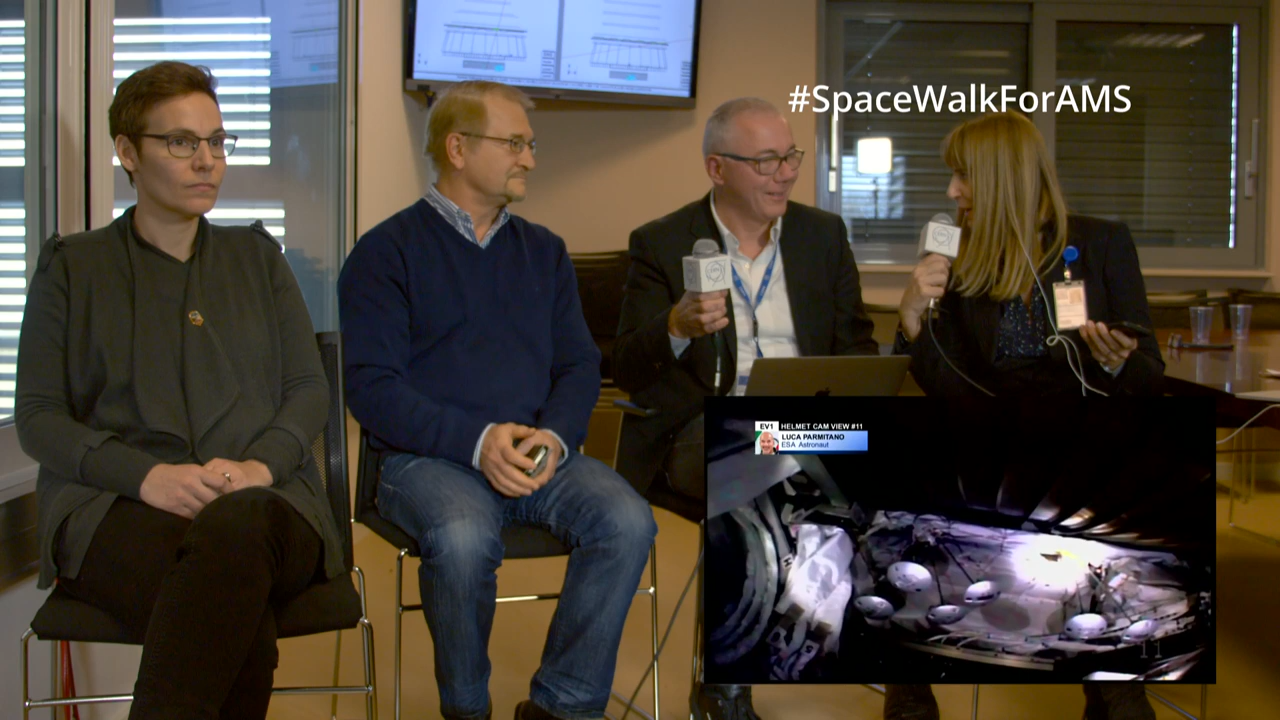 #SpaceWalkForAMS
EV1 HELMET CAM VIEW #11
LUCA PARMITANO
ESA Astronaut
11